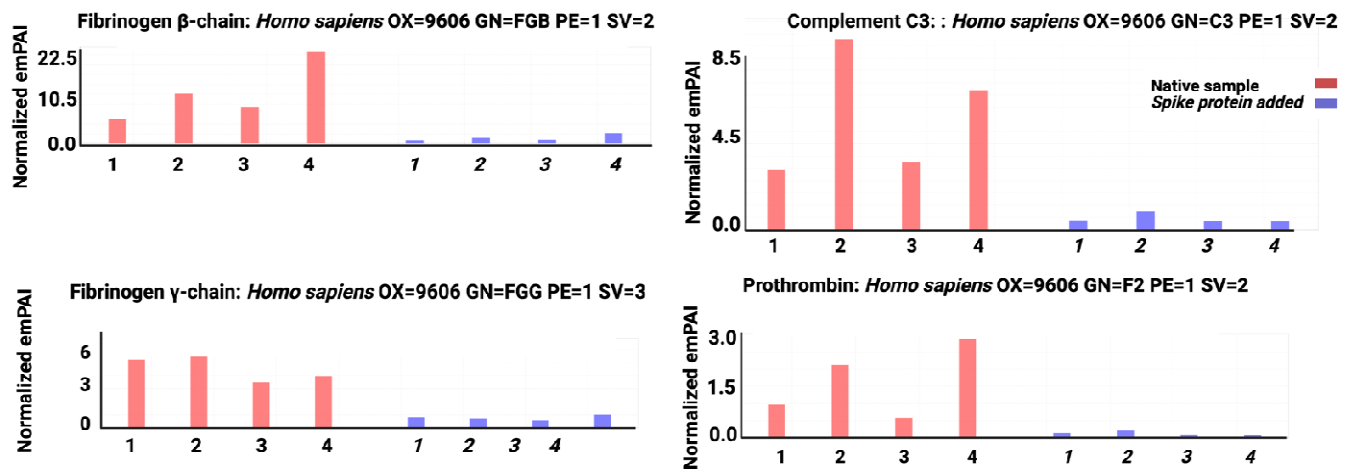 Fibrinogen β-chain: Homo sapiens OX=9606 GN=FGB PE=1 SV=2
Normalized emPAI
22.5
10.5
0.0
1 2 3 4 1 2 3 4
Complement C3: : Homo sapiens OX=9606 GN=C3 PE=1 SV=2
Normalized emPAI
8.5
4.5
0.0
Native sample
Spike protein added
1 2 3 4 1 2 3 4
Fibrinogen γ-chain: Homo sapiens OX=9606 GN=FGG PE=1 SV=3
Normalized emPAI
6
3
0
1 2 3 4 1 2 3 4
Prothrombin: Homo sapiens OX=9606 GN=F2 PE=1 SV=2
Normalized emPAI
3.0
1.5
0.0
1 2 3 4 1 2 3 4